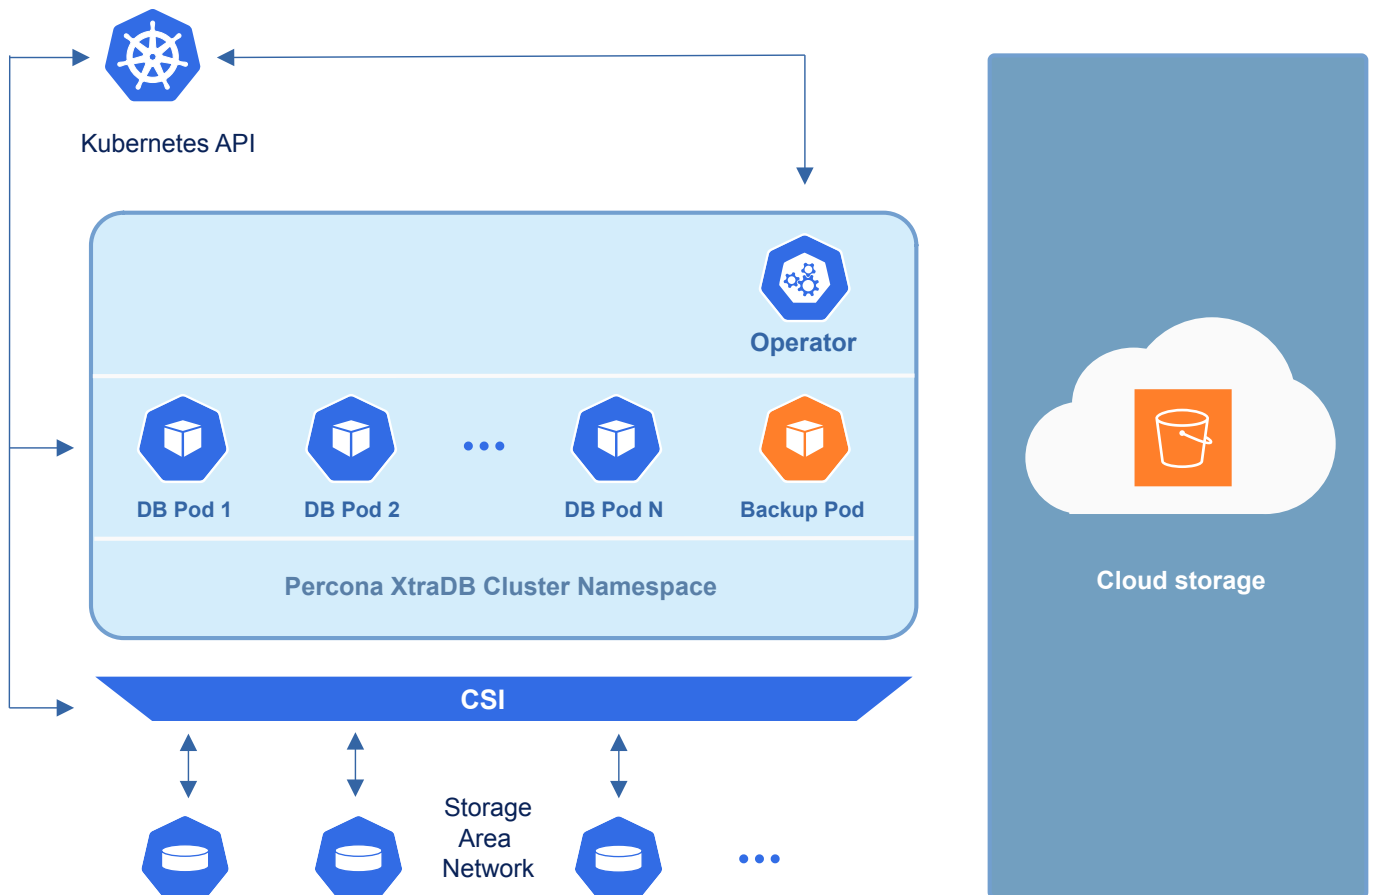 Kubernetes API
Operator
DB Pod 1
DB Pod 2
DB Pod N
Backup Pod
Percona XtraDB Cluster Namespace
Cloud storage
CSI
Storage
Area
Network